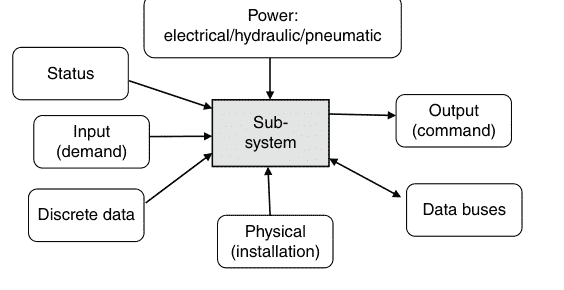 Power:
electrical/hydraulic/pneumatic
Status
Sub-
system
Output
(command)
Input
(demand)
Discrete data
Data buses
Physical
(installation)